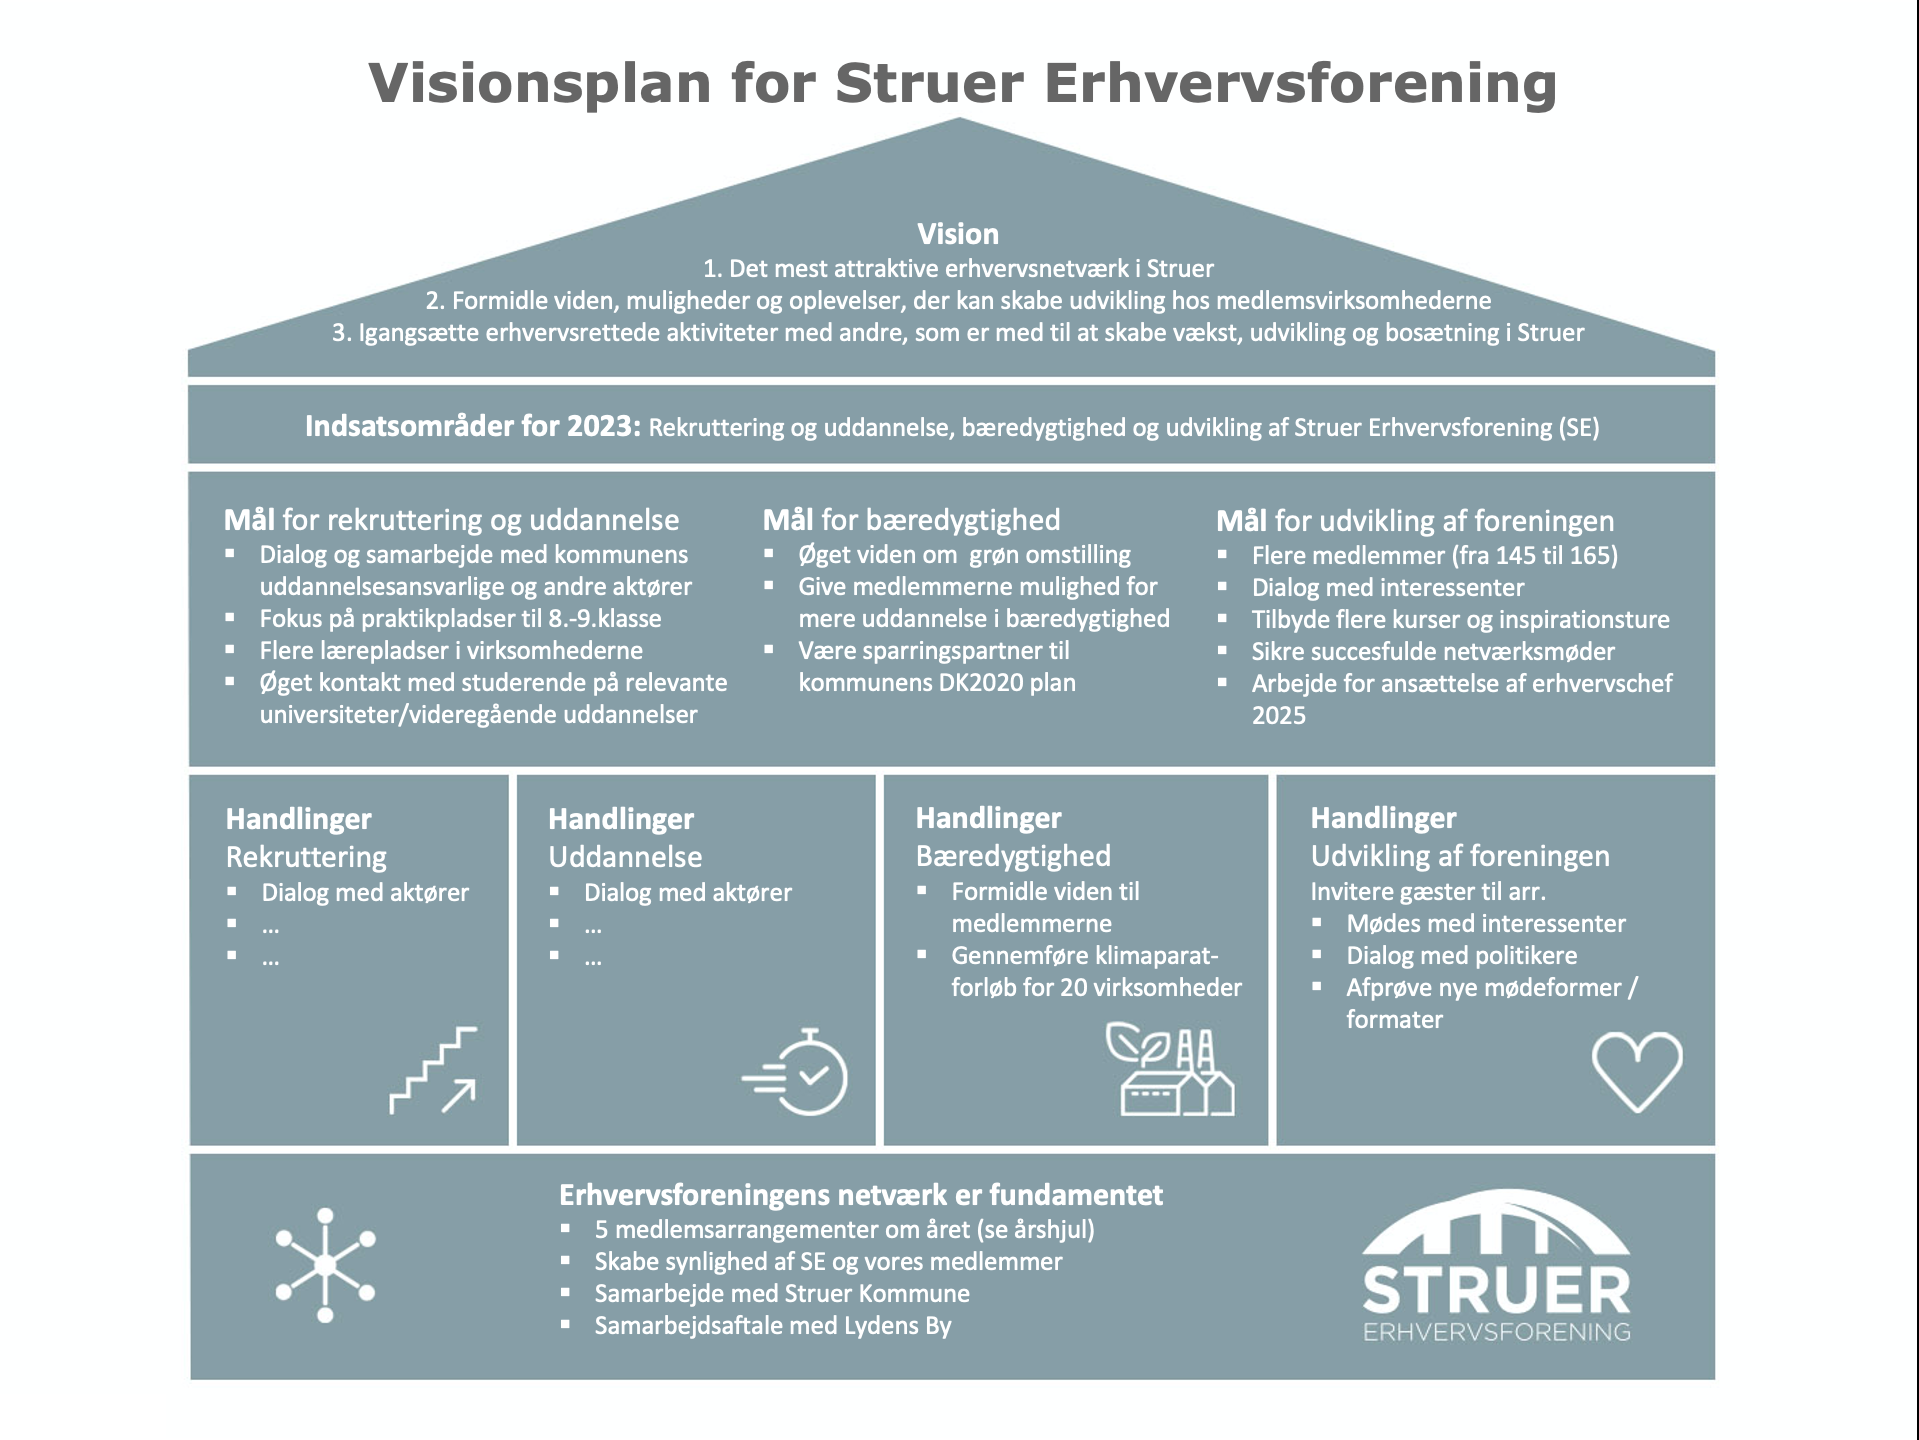 Visionsplan for Struer Erhvervsforening
Vision
1. Det mest attraktive erhvervsnetværk i Struer
2. Formidle viden, muligheder og oplevelser, der kan skabe udvikling hos medlemsvirksomhederne
3. Igangsætte erhvervsrettede aktiviteter med andre, som er med til at skabe vækst, udvikling og bosætning i Struer
Indsatsområder for 2023: Rekruttering og uddannelse, bæredygtighed og udvikling af Struer Erhvervsforening (SE)
Mål for rekruttering og uddannelse
▪ Dialog og samarbejde med kommunens
uddannelsesansvarlige og andre aktører
▪ Fokus på praktikpladser til 8.-9.klasse
▪ Flere lærepladser i virksomhederne
▪ Øget kontakt med studerende på relevante
universiteter/videregående uddannelser
Mål for bæredygtighed
▪ Øget viden om  grøn omstilling
▪ Give medlemmerne mulighed for
mere uddannelse i bæredygtighed
▪ Være sparringspartner til
kommunens DK2020 plan
Mål for udvikling af foreningen
▪ Flere medlemmer (fra 145 til 165)
▪ Dialog med interessenter
▪ Tilbyde flere kurser og inspirationsture
▪ Sikre succesfulde netværksmøder
▪ Arbejde for ansættelse af erhvervschef
2025
Handlinger
Rekruttering
▪ Dialog med aktører
▪ ...
▪ ...
Handlinger
Uddannelse
▪ Dialog med aktører
▪ ...
▪ ...
Handlinger
Bæredygtighed
▪ Formidle viden til
medlemmerne
▪ Gennemføre klimaparat-
forløb for 20 virksomheder
Handlinger
Udvikling af foreningen
Invitere gæster til arr.
▪ Mødes med interessenter
▪ Dialog med politikere
▪ Afprøve nye mødeformer /
formater
Erhvervsforeningens netværk er fundamentet
▪ 5 medlemsarrangementer om året (se årshjul)
▪ Skabe synlighed af SE og vores medlemmer
▪ Samarbejde med Struer Kommune
▪ Samarbejdsaftale med Lydens By
STRUER
ERHVERVSFORENING